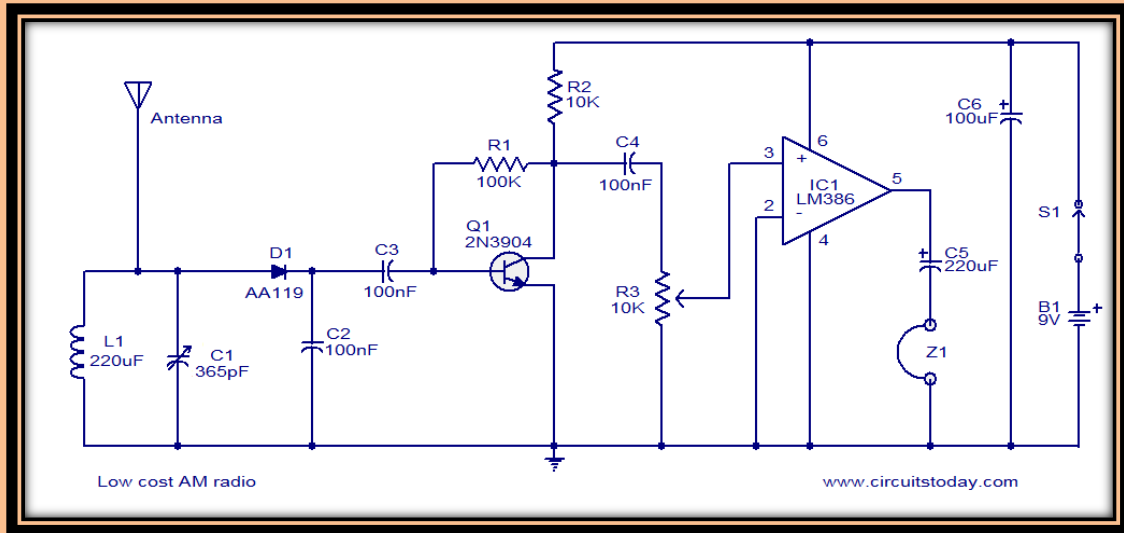 Antenna
R2
10K
R1
100K
C4
100nF
C6
100uF
+
3
6
+
IC1
LM386
5
2
-
4
S1
Q1
2N3904
D1
AA119
C3
100nF
R3
10K
+
C5
220uF
B1
9V
+
L1
220uF
C1
365pF
C2
100nF
Z1
Low cost AM radio
www.circuitstoday.com